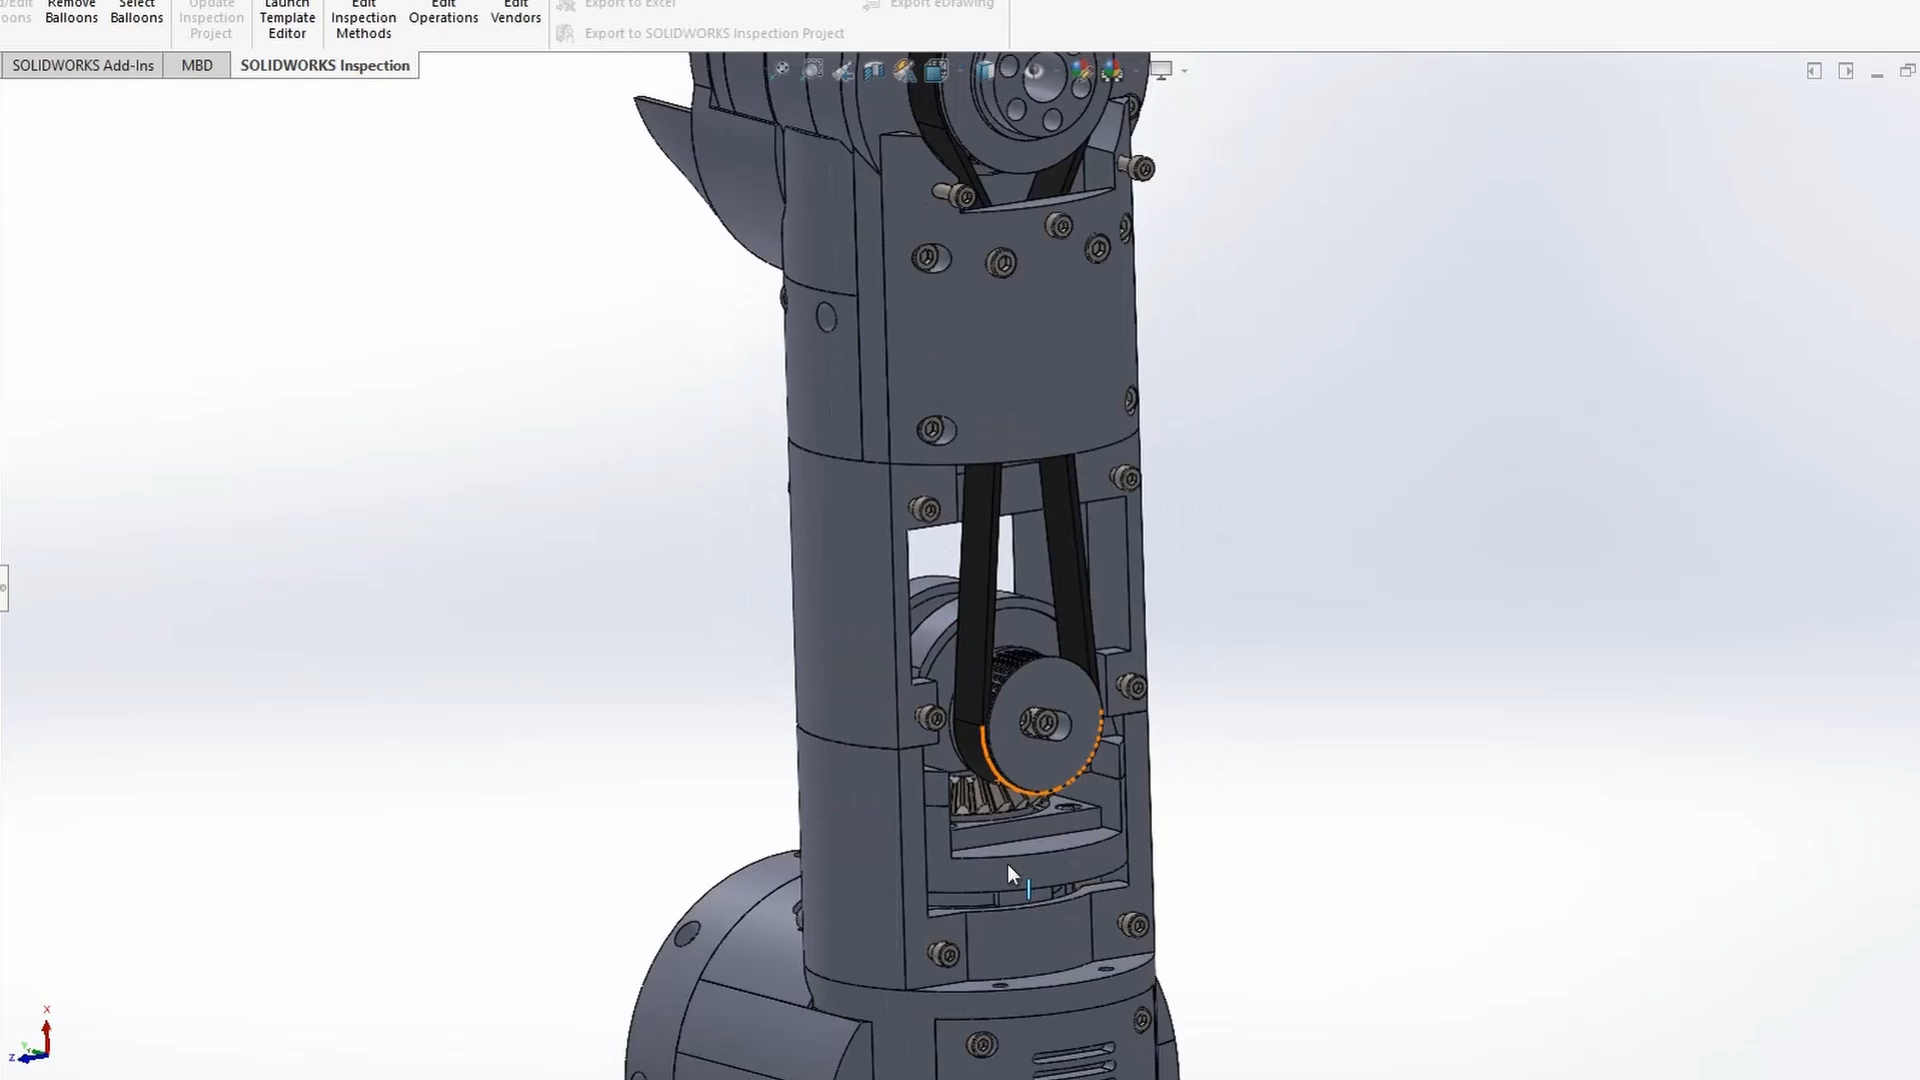 Remove
Balloons
Select
Balloons
Update
Inspection
Project
Launch
Template
Editor
Edit
Inspection
Methods
Edit
Operations
Edit
Vendors
Export to Excel
Export to SOLIDWORKS Inspection Project
Export eDrawing
SOLIDWORKS Add-Ins
MBD
SOLIDWORKS Inspection
X
Y
Z